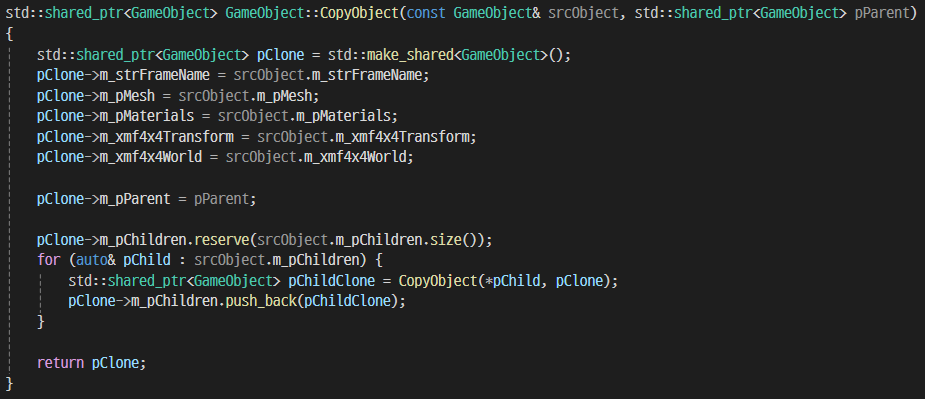 std::shared_ptr<GameObject> GameObject::CopyObject(const GameObject& srcObject, std::shared_ptr<GameObject> pParent)
{
    std::shared_ptr<GameObject> pClone = std::make_shared<GameObject>();
    pClone->m_strFrameName = srcObject.m_strFrameName;
    pClone->m_pMesh = srcObject.m_pMesh;
    pClone->m_pMaterials = srcObject.m_pMaterials;
    pClone->m_xmf4x4Transform = srcObject.m_xmf4x4Transform;
    pClone->m_xmf4x4World = srcObject.m_xmf4x4World;

    pClone->m_pParent = pParent;

    pClone->m_pChildren.reserve(srcObject.m_pChildren.size());
    for (auto& pChild : srcObject.m_pChildren) {
        std::shared_ptr<GameObject> pChildClone = CopyObject(*pChild, pClone);
        pClone->m_pChildren.push_back(pChildClone);
    }

    return pClone;
}